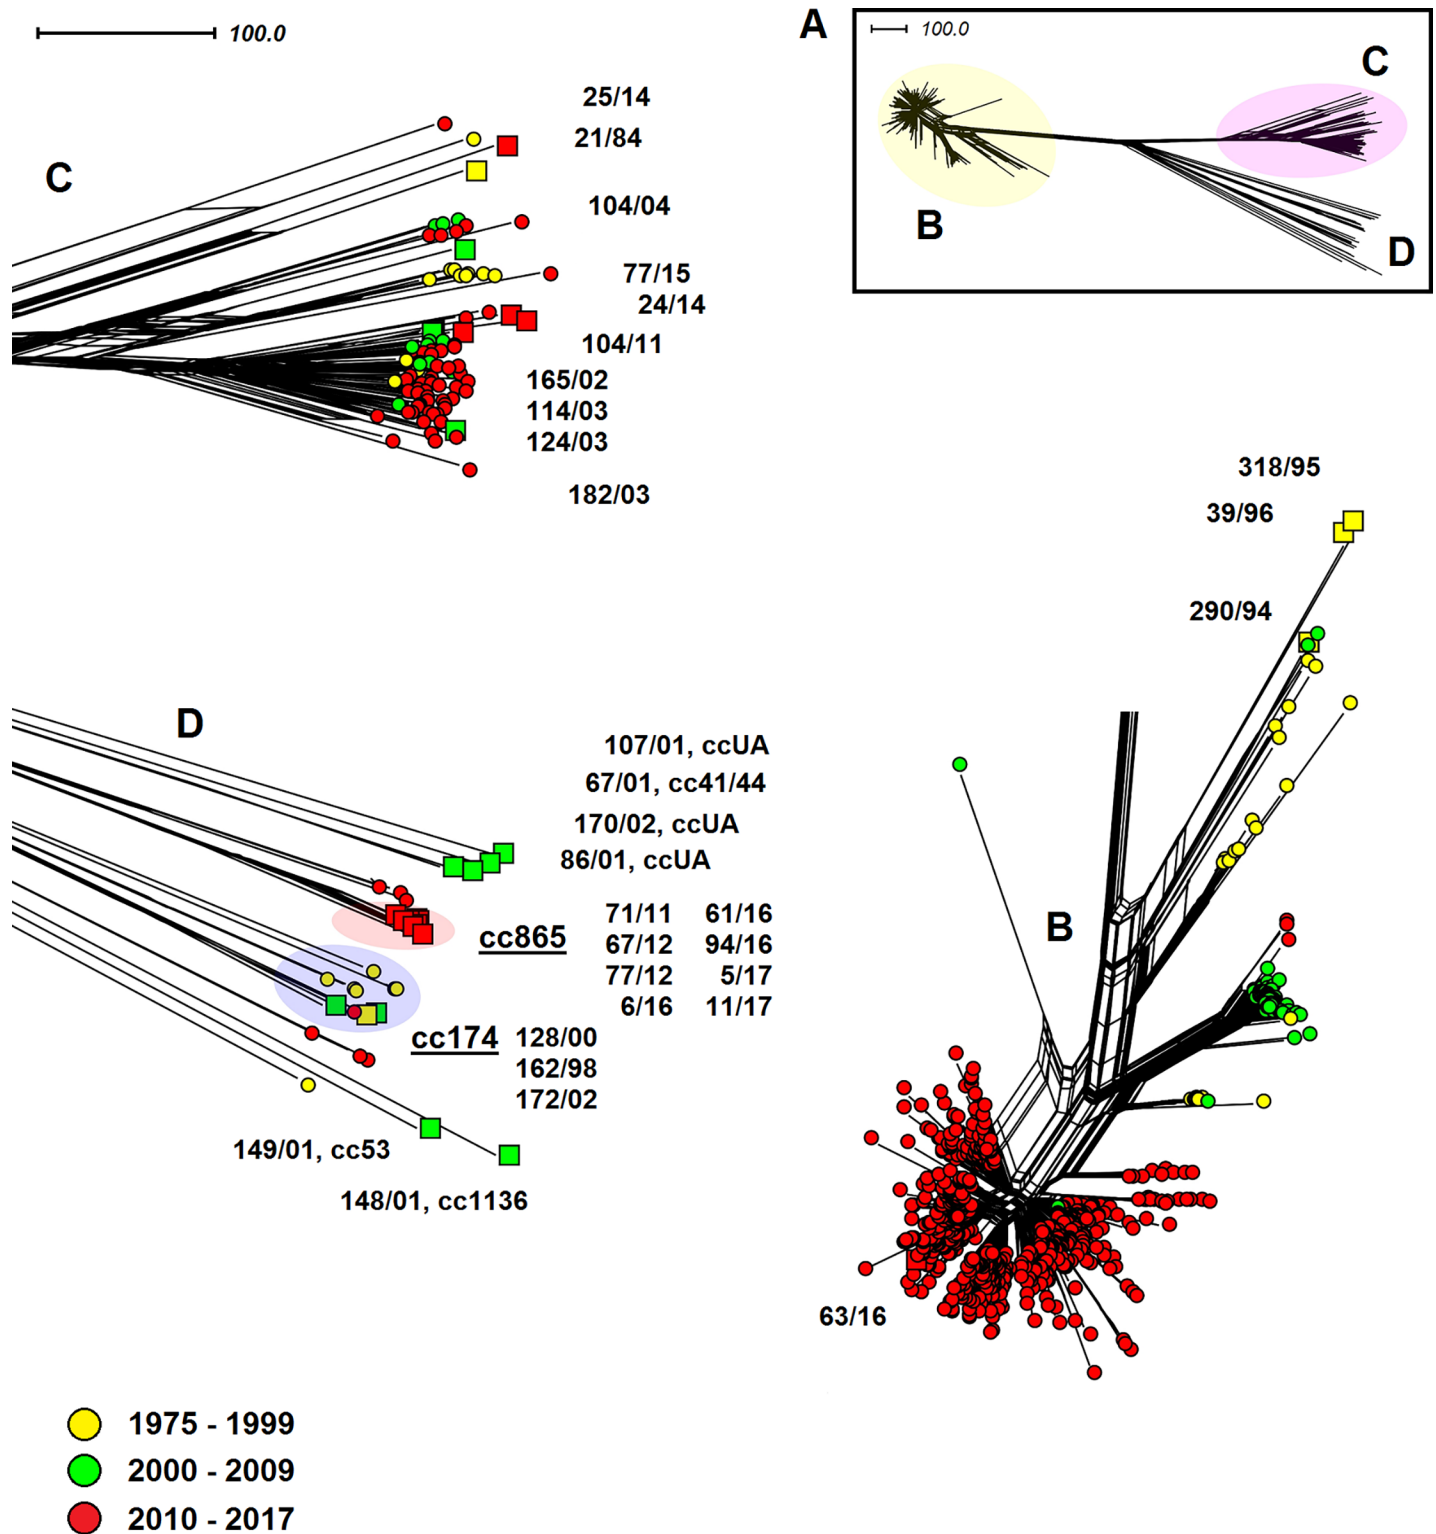 100.0
A
100.0
C
B
D
C
25/14
21/84
104/04
77/15
24/14
104/11
165/02
114/03
124/03
182/03
D
107/01, ccUA
67/01, cc41/44
170/02, ccUA
86/01, ccUA
cc865
71/11 61/16
67/12 94/16
77/12 5/17
6/16 11/17
cc174
128/00
162/98
172/02
149/01, cc53
148/01, cc1136
318/95
39/96
290/94
B
63/16
1975 - 1999
2000 - 2009
2010 - 2017